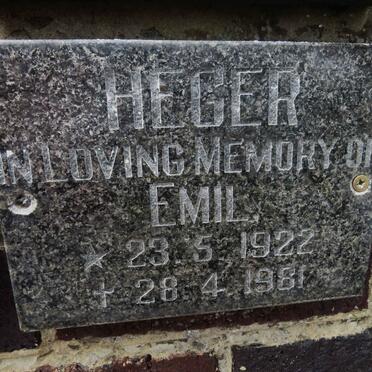 HEGER
IN LOVING MEMORY OF
EMIL
* 23. 5. 1922
+ 28. 4. 1981